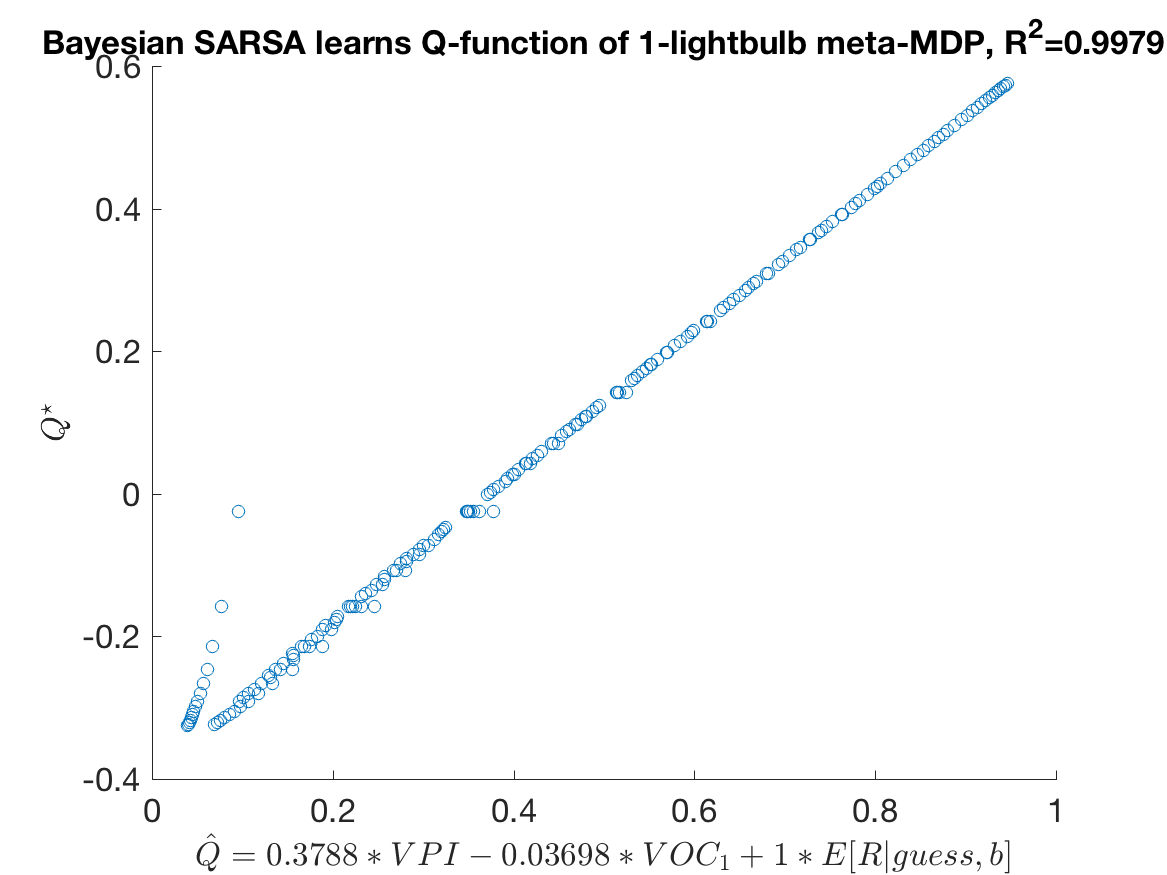 Bayesian SARSA learns Q-function of 1-lightbulb meta-MDP, R²=0.9979
0.6
0.4
0.2
0
-0.2
-0.4
Q⋆
0 0.2 0.4 0.6 0.8 1
Q̂ = 0.3788 ∗ VPI − 0.03698 ∗ VOC₁ + 1 ∗ E[R|guess, b]